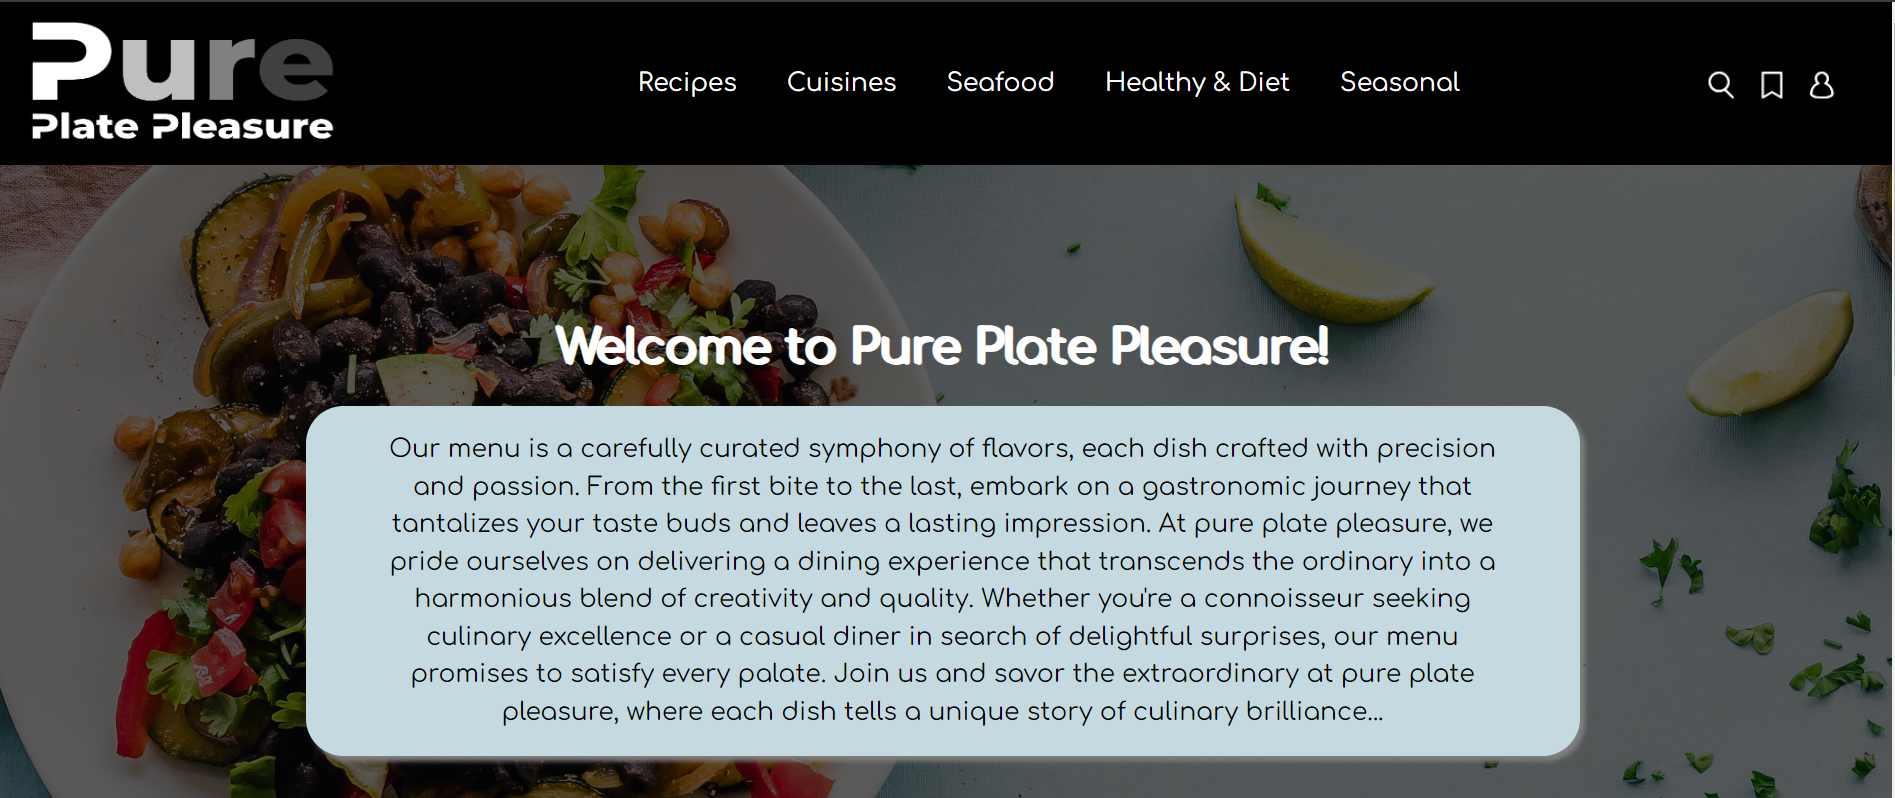 Pure
Plate Pleasure
Recipes Cuisines Seafood Healthy & Diet Seasonal
Welcome to Pure Plate Pleasure!
Our menu is a carefully curated symphony of flavors, each dish crafted with precision
and passion. From the first bite to the last, embark on a gastronomic journey that
tantalizes your taste buds and leaves a lasting impression. At pure plate pleasure, we
pride ourselves on delivering a dining experience that transcends the ordinary into a
harmonious blend of creativity and quality. Whether you're a connoisseur seeking
culinary excellence or a casual diner in search of delightful surprises, our menu
promises to satisfy every palate. Join us and savor the extraordinary at pure plate
pleasure, where each dish tells a unique story of culinary brilliance...